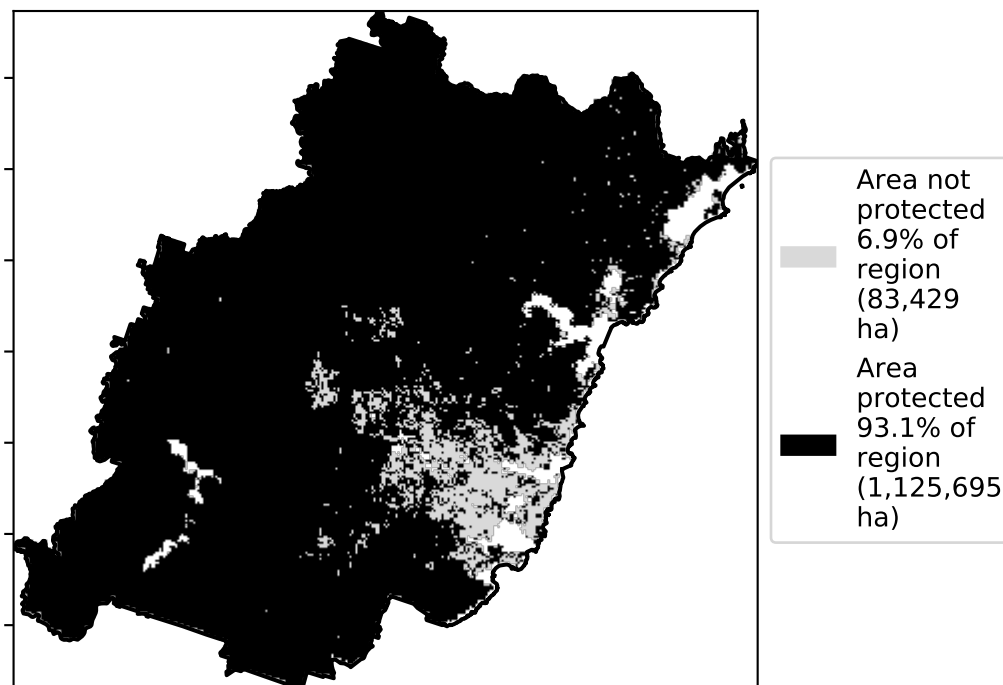 Area not
protected
6.9% of
region
(83,429
ha)
Area
protected
93.1% of
region
(1,125,695
ha)